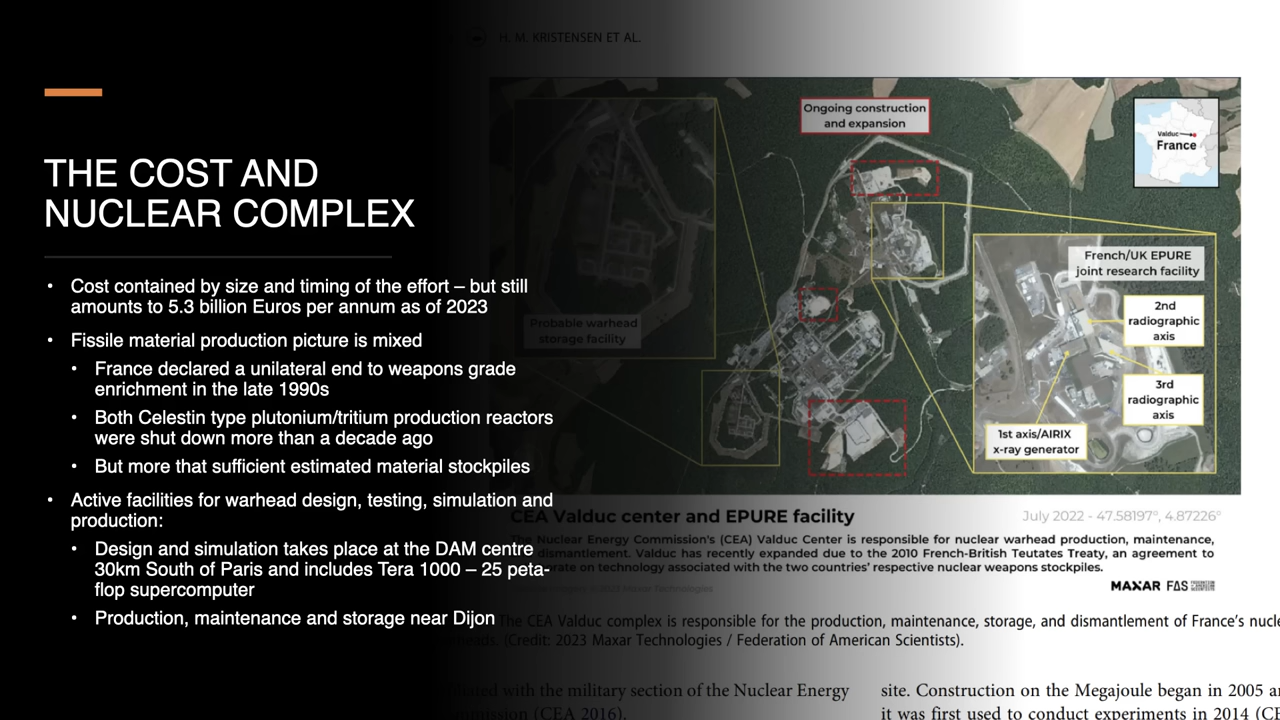 H. M. KRISTENSEN ET AL.
THE COST AND
NUCLEAR COMPLEX
• Cost contained by size and timing of the effort – but still
amounts to 5.3 billion Euros per annum as of 2023
• Fissile material production picture is mixed
• France declared a unilateral end to weapons grade
enrichment in the late 1990s
• Both Celestin type plutonium/tritium production reactors
were shut down more than a decade ago
• But more that sufficient estimated material stockpiles
• Active facilities for warhead design, testing, simulation and
production:
• Design and simulation takes place at the DAM centre
30km South of Paris and includes Tera 1000 – 25 peta-
flop supercomputer
• Production, maintenance and storage near Dijon
Ongoing construction
and expansion
Valduc
France
Probable warhead
storage facility
French/UK EPURE
joint research facility
2nd
radiographic
axis
3rd
radiographic
axis
1st axis/AIRIX
x-ray generator
CEA Valduc center and EPURE facility
July 2022 - 47.58197°, 4.87226°
The Nuclear Energy Commission's (CEA) Valduc Center is responsible for nuclear warhead production, maintenance,
dismantlement. Valduc has recently expanded due to the 2010 French-British Teutates Treaty, an agreement to
on technology associated with the two countries' respective nuclear weapons stockpiles.
2023 Maxar Technologies
MAXAR FAS FEDERATION OF AMERICAN SCIENTISTS
The CEA Valduc complex is responsible for the production, maintenance, storage, and dismantlement of France's
(Credit: 2023 Maxar Technologies / Federation of American Scientists).
with the military section of the Nuclear Energy
(CEA 2016).
site. Construction on the Megajoule began in 2005
it was first used to conduct experiments in 2014